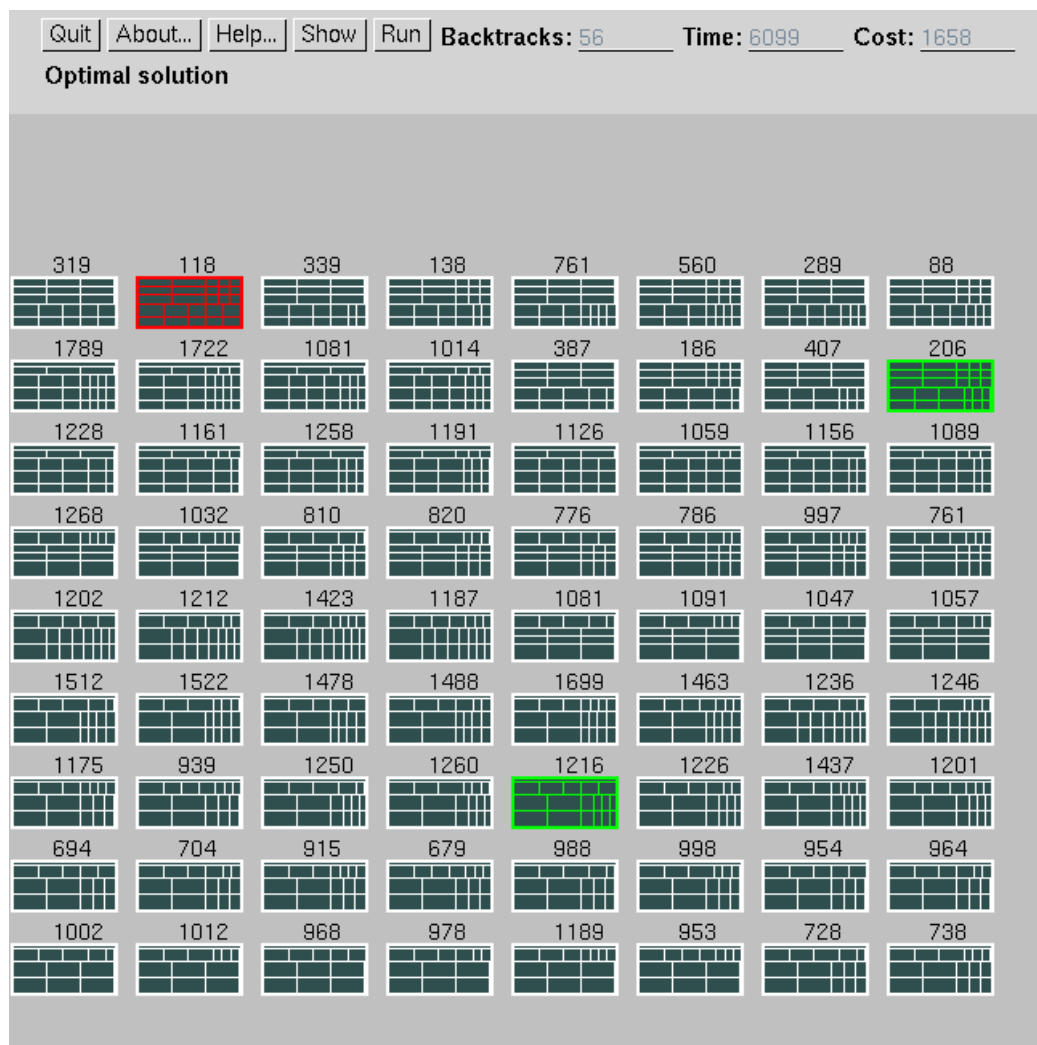 Quit About... Help... Show Run Backtracks: 56 Time: 6099 Cost: 1658
Optimal solution
319 118 339 138 761 560 289 88
1789 1722 1081 1014 387 186 407 206
1228 1161 1258 1191 1126 1059 1156 1089
1268 1032 810 820 776 786 997 761
1202 1212 1423 1187 1081 1091 1047 1057
1512 1522 1478 1488 1699 1463 1236 1246
1175 939 1250 1260 1216 1226 1437 1201
694 704 915 679 988 998 954 964
1002 1012 968 978 1189 953 728 738